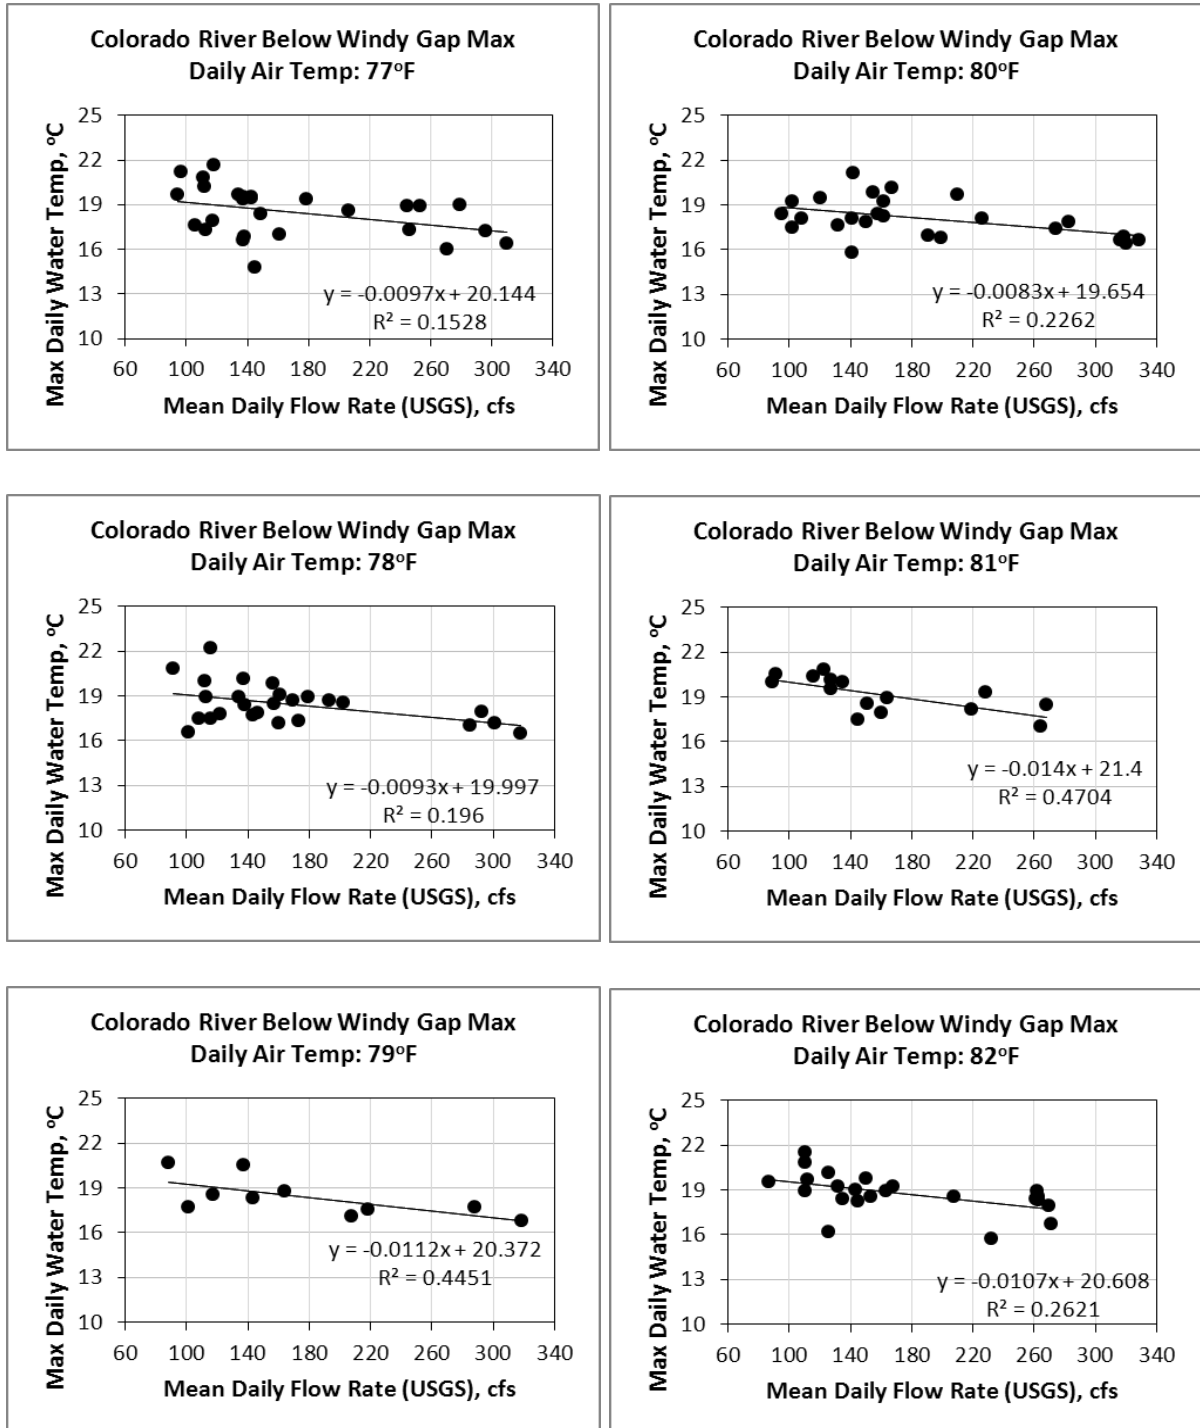 Colorado River Below Windy Gap Max
Daily Air Temp: 77ºF
Max Daily Water Temp, ºC
25
22
19
16
13
10
y = -0.0097x + 20.144
R² = 0.1528
60 100 140 180 220 260 300 340
Mean Daily Flow Rate (USGS), cfs
Colorado River Below Windy Gap Max
Daily Air Temp: 80ºF
Max Daily Water Temp, ºC
25
22
19
16
13
10
y = -0.0083x + 19.654
R² = 0.2262
60 100 140 180 220 260 300 340
Mean Daily Flow Rate (USGS), cfs
Colorado River Below Windy Gap Max
Daily Air Temp: 78ºF
Max Daily Water Temp, ºC
25
22
19
16
13
10
y = -0.0093x + 19.997
R² = 0.196
60 100 140 180 220 260 300 340
Mean Daily Flow Rate (USGS), cfs
Colorado River Below Windy Gap Max
Daily Air Temp: 81ºF
Max Daily Water Temp, ºC
25
22
19
16
13
10
y = -0.014x + 21.4
R² = 0.4704
60 100 140 180 220 260 300 340
Mean Daily Flow Rate (USGS), cfs
Colorado River Below Windy Gap Max
Daily Air Temp: 79ºF
Max Daily Water Temp, ºC
25
22
19
16
13
10
y = -0.0112x + 20.372
R² = 0.4451
60 100 140 180 220 260 300 340
Mean Daily Flow Rate (USGS), cfs
Colorado River Below Windy Gap Max
Daily Air Temp: 82ºF
Max Daily Water Temp, ºC
25
22
19
16
13
10
y = -0.0107x + 20.608
R² = 0.2621
60 100 140 180 220 260 300 340
Mean Daily Flow Rate (USGS), cfs